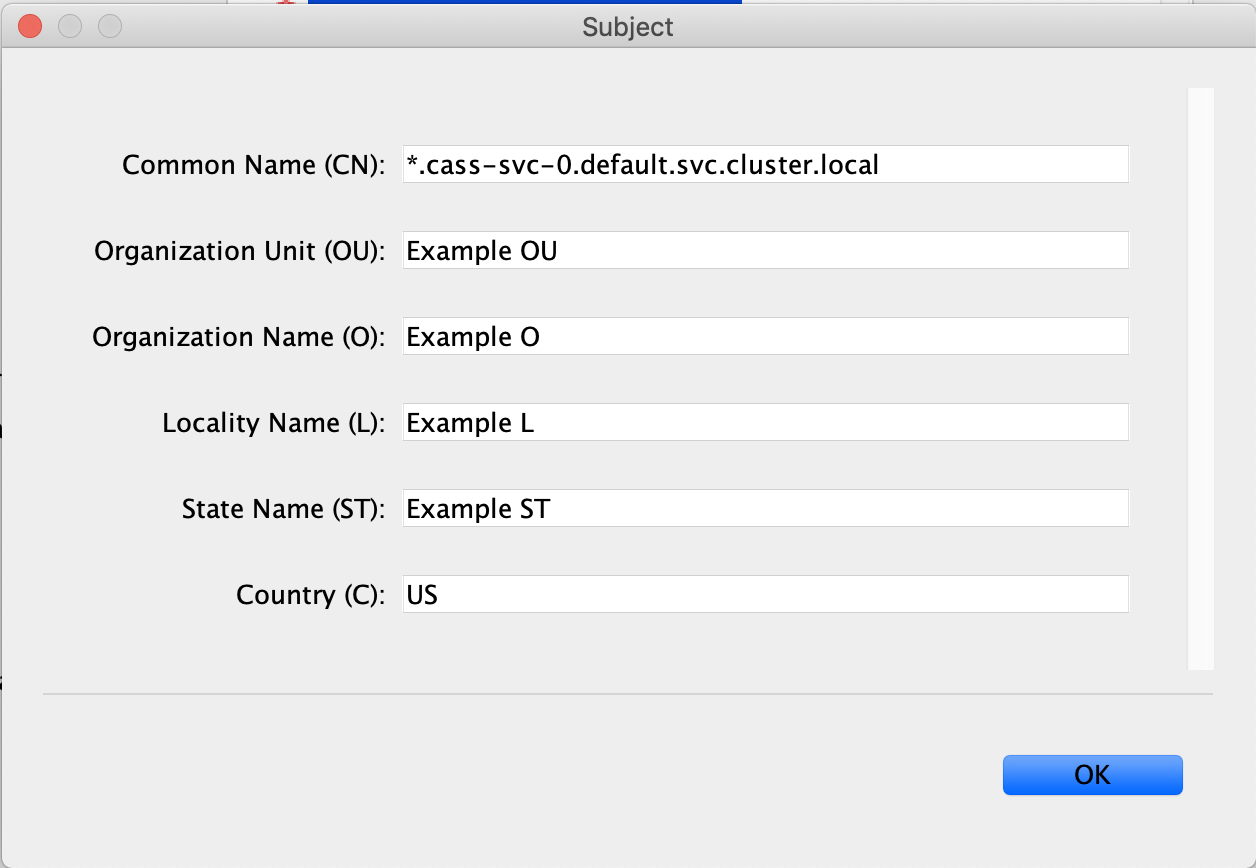 Subject
Common Name (CN): *.cass-svc-0.default.svc.cluster.local
Organization Unit (OU): Example OU
Organization Name (O): Example O
Locality Name (L): Example L
State Name (ST): Example ST
Country (C): US
OK